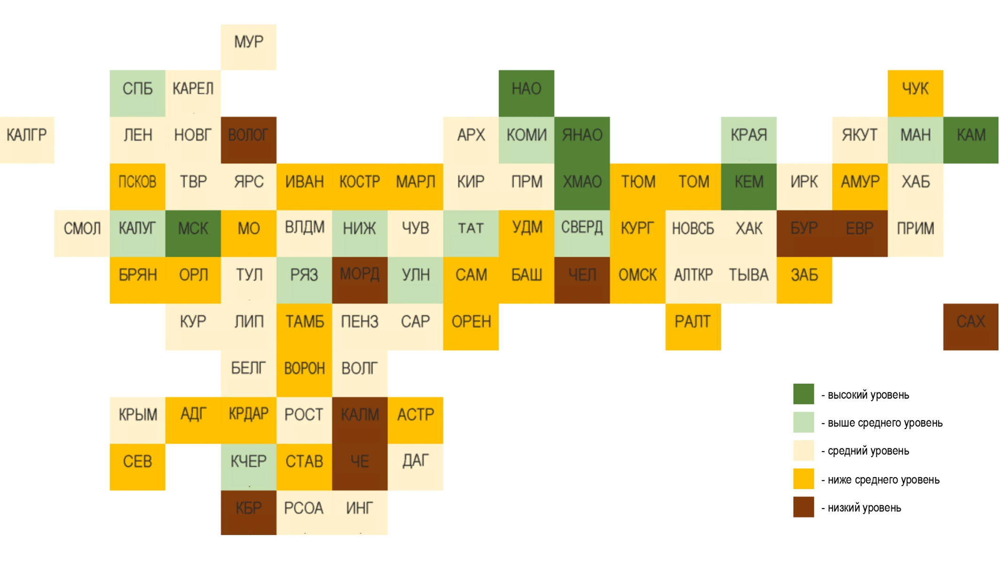 МУР
СПБ КАРЕЛ НАО ЧУК
КАЛГР ЛЕН НОВГ ВОЛОГ АРХ КОМИ ЯНАО КРАЯ ЯКУТ МАН КАМ
ПСКОВ ТВР ЯРС ИВАН КОСТР МАРЛ КИР ПРМ ХМАО ТЮМ ТОМ КЕМ ИРК АМУР ХАБ
СМОЛ КАЛУГ МСК МО ВЛДМ НИЖ ЧУВ ТАТ УДМ СВЕРД КУРГ НОВСБ ХАК БУР ЕВР ПРИМ
БРЯН ОРЛ ТУЛ РЯЗ МОРД УЛН САМ БАШ ЧЕЛ ОМСК АЛТКР ТЫВА ЗАБ
КУР ЛИП ТАМБ ПЕНЗ САР ОРЕН РАЛТ САХ
БЕЛГ ВОРОН ВОЛГ
КРЫМ АДГ КРДАР РОСТ КАЛМ АСТР
СЕВ КЧЕР СТАВ ЧЕ ДАГ
КБР РСОА ИНГ
- высокий уровень
- выше среднего уровень
- средний уровень
- ниже среднего уровень
- низкий уровень